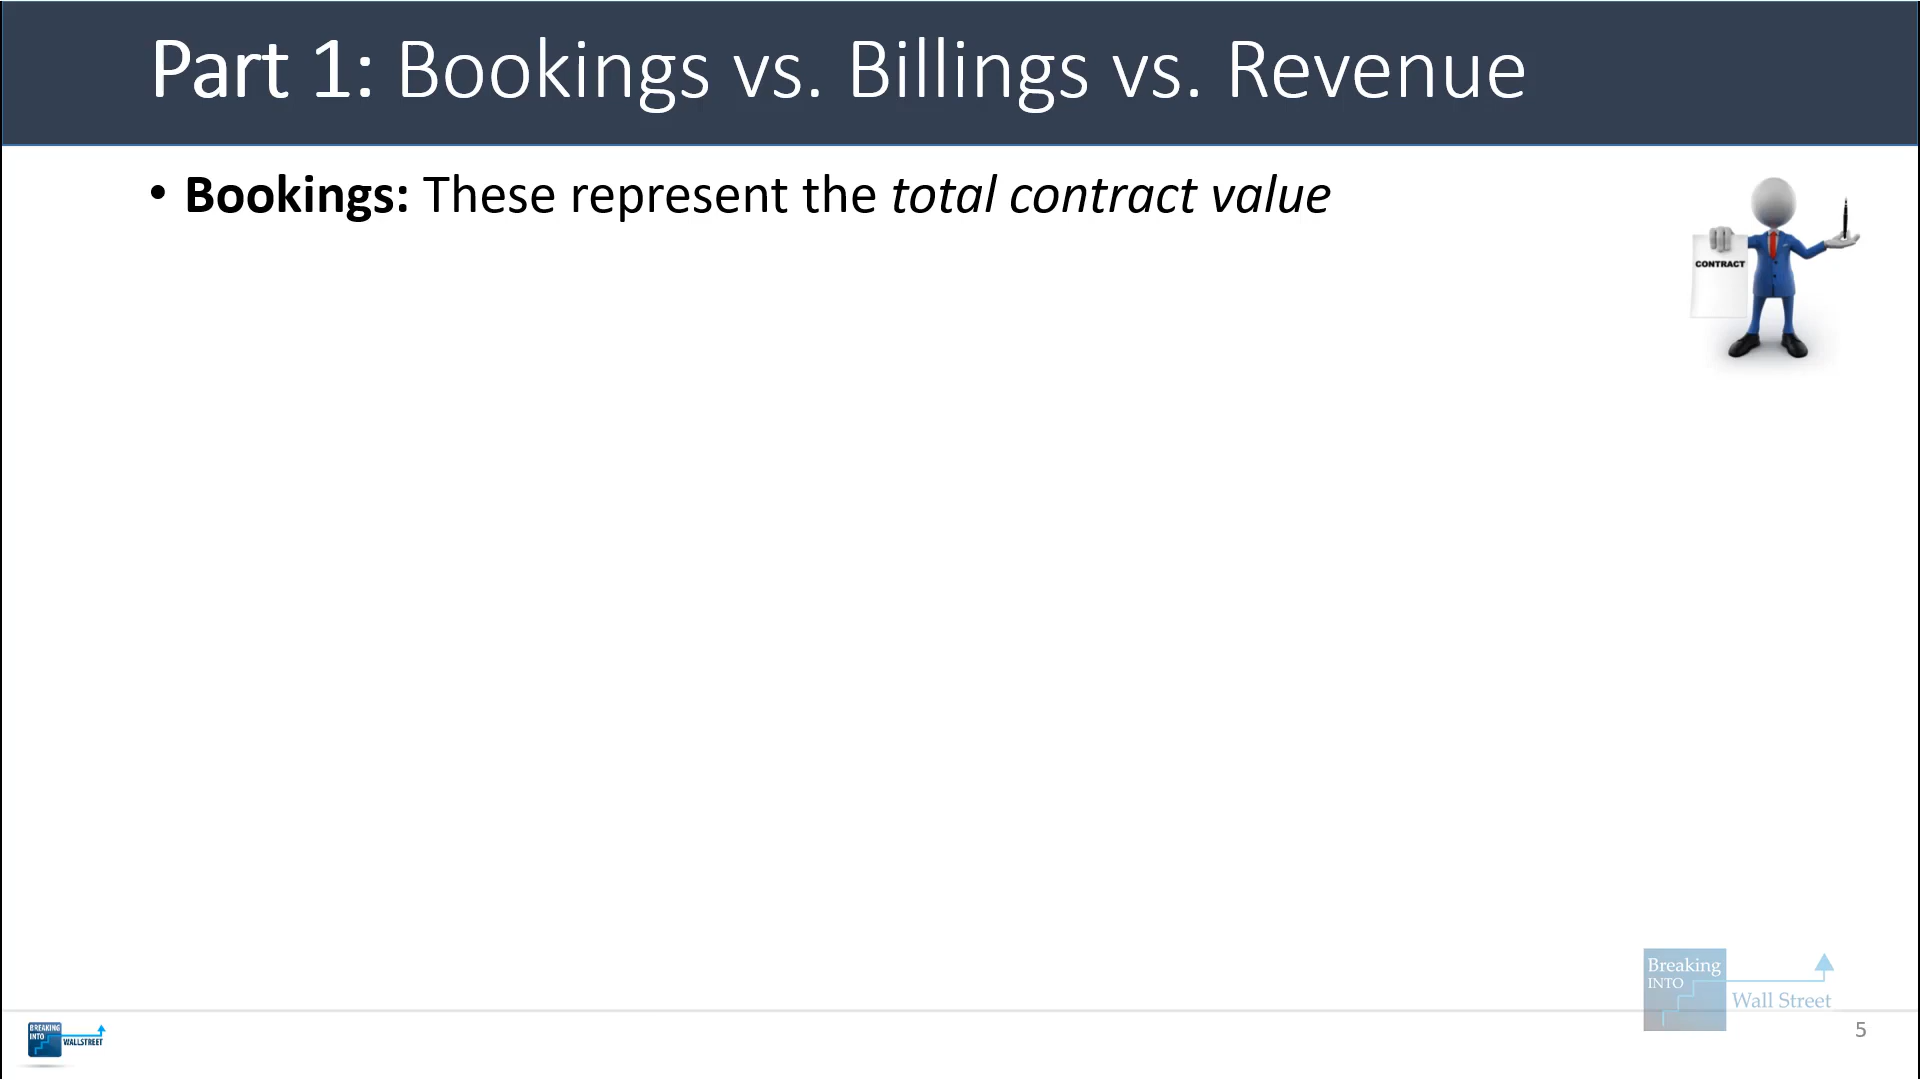 Part 1: Bookings vs. Billings vs. Revenue
• Bookings: These represent the total contract value
CONTRACT
Breaking
INTO
Wall Street
BREAKING
INTO
WALLSTREET
5